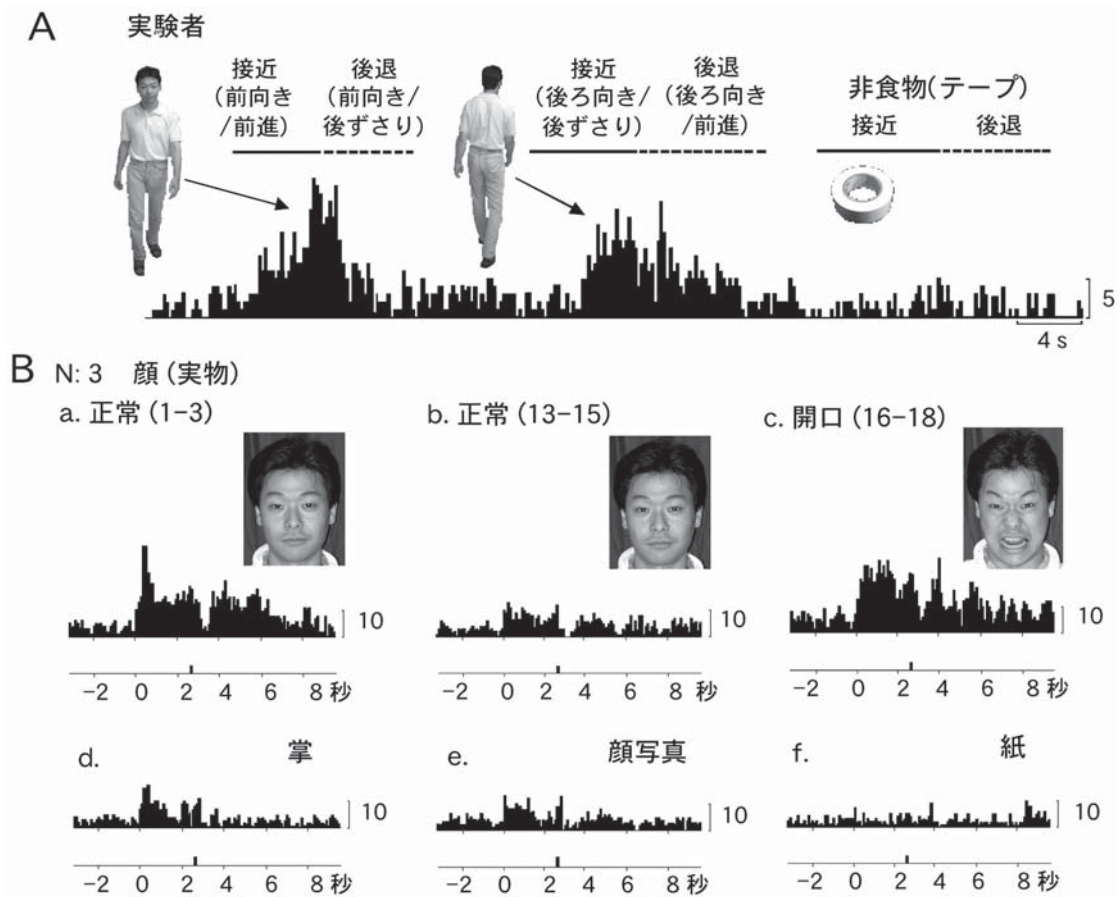 A
実験者
接近
(前向き
/前進)
後退
(前向き/
後ずさり)
接近
(後ろ向き/
後ずさり)
後退
(後ろ向き
/前進)
非食物(テープ)
接近
後退
5
4 s
B N: 3 顔 (実物)
a. 正常 (1−3)
b. 正常 (13−15)
c. 開口 (16−18)
10
10
10
−2 0 2 4 6 8 秒
−2 0 2 4 6 8 秒
−2 0 2 4 6 8 秒
d. 掌
e. 顔写真
f. 紙
10
10
10
−2 0 2 4 6 8 秒
−2 0 2 4 6 8 秒
−2 0 2 4 6 8 秒